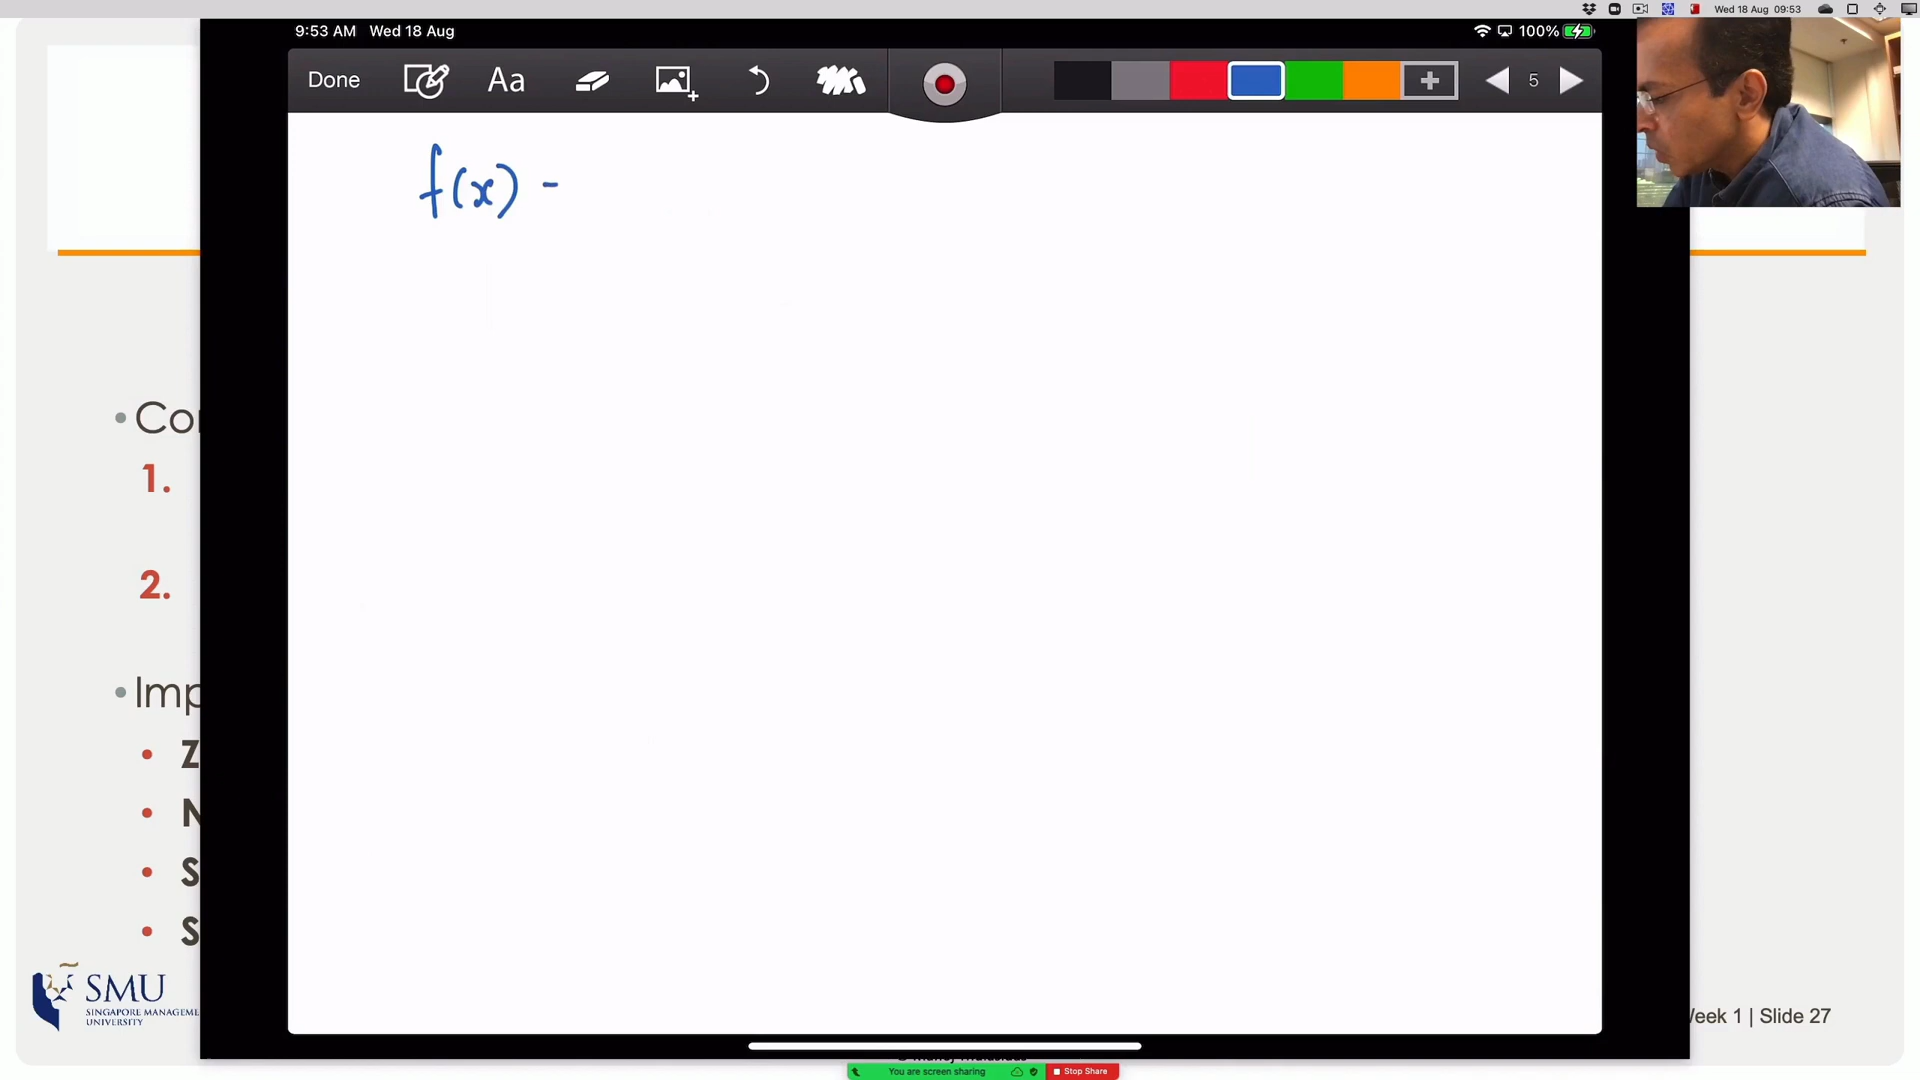 Wed 18 Aug 09:53
9:53 AM Wed 18 Aug
100%
Done
Aa
5
f(x) -
Con
1.
2.
Imp
Z
N
S
S
SMU
SINGAPORE MANAGEME
UNIVERSITY
Week 1 | Slide 27
You are screen sharing
Stop Share